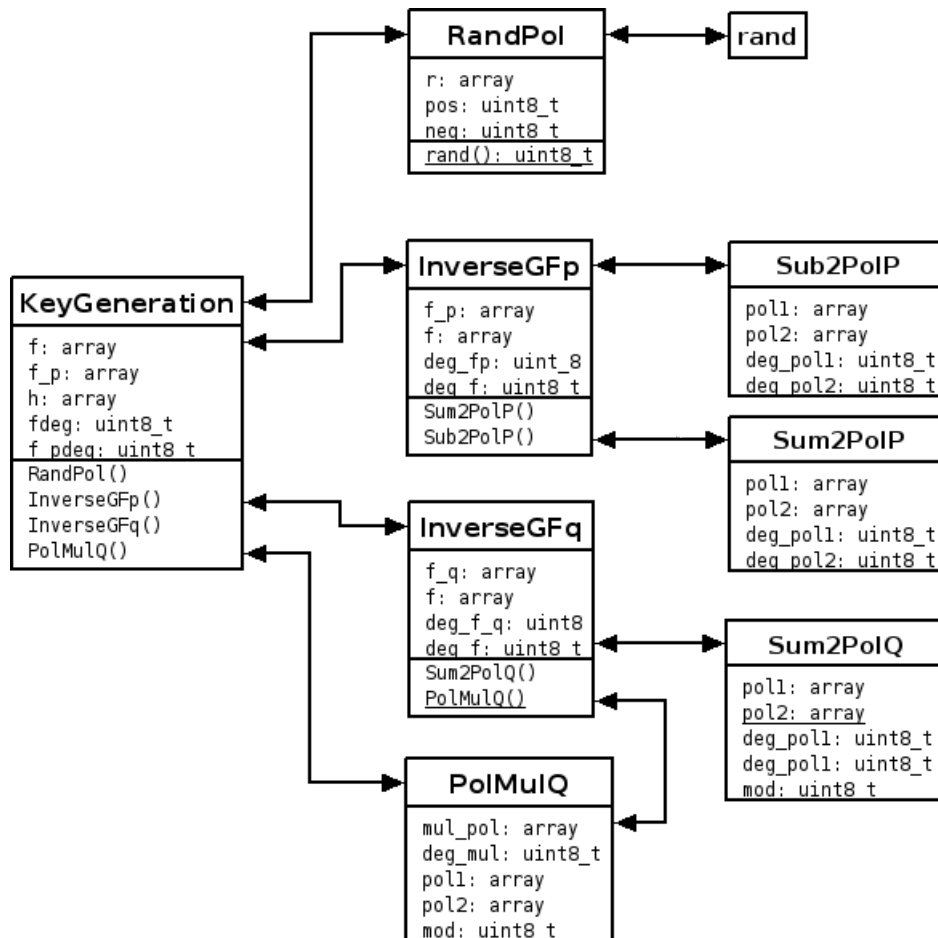 RandPol
r: array
pos: uint8_t
neg: uint8_t
rand(): uint8_t
rand
KeyGeneration
f: array
f_p: array
h: array
fdeg: uint8_t
f_pdeg: uint8_t
RandPol()
InverseGFp()
InverseGFq()
PolMulQ()
InverseGFp
f_p: array
f: array
deg_fp: uint_8
deg_f: uint8_t
Sum2PolP()
Sub2PolP()
Sub2PolP
pol1: array
pol2: array
deg_pol1: uint8_t
deg_pol2: uint8_t
Sum2PolP
pol1: array
pol2: array
deg_pol1: uint8_t
deg_pol2: uint8_t
InverseGFq
f_q: array
f: array
deg_f_q: uint8
deg_f: uint8_t
Sum2PolQ()
PolMulQ()
Sum2PolQ
pol1: array
pol2: array
deg_pol1: uint8_t
deg_pol1: uint8_t
mod: uint8_t
PolMulQ
mul_pol: array
deg_mul: uint8_t
pol1: array
pol2: array
mod: uint8_t